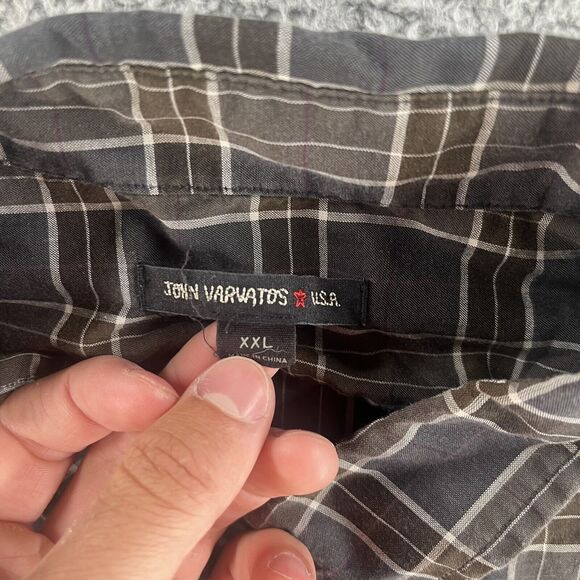 JOHN VARVATOS ★ U.S.A.
XXL
MADE IN CHINA